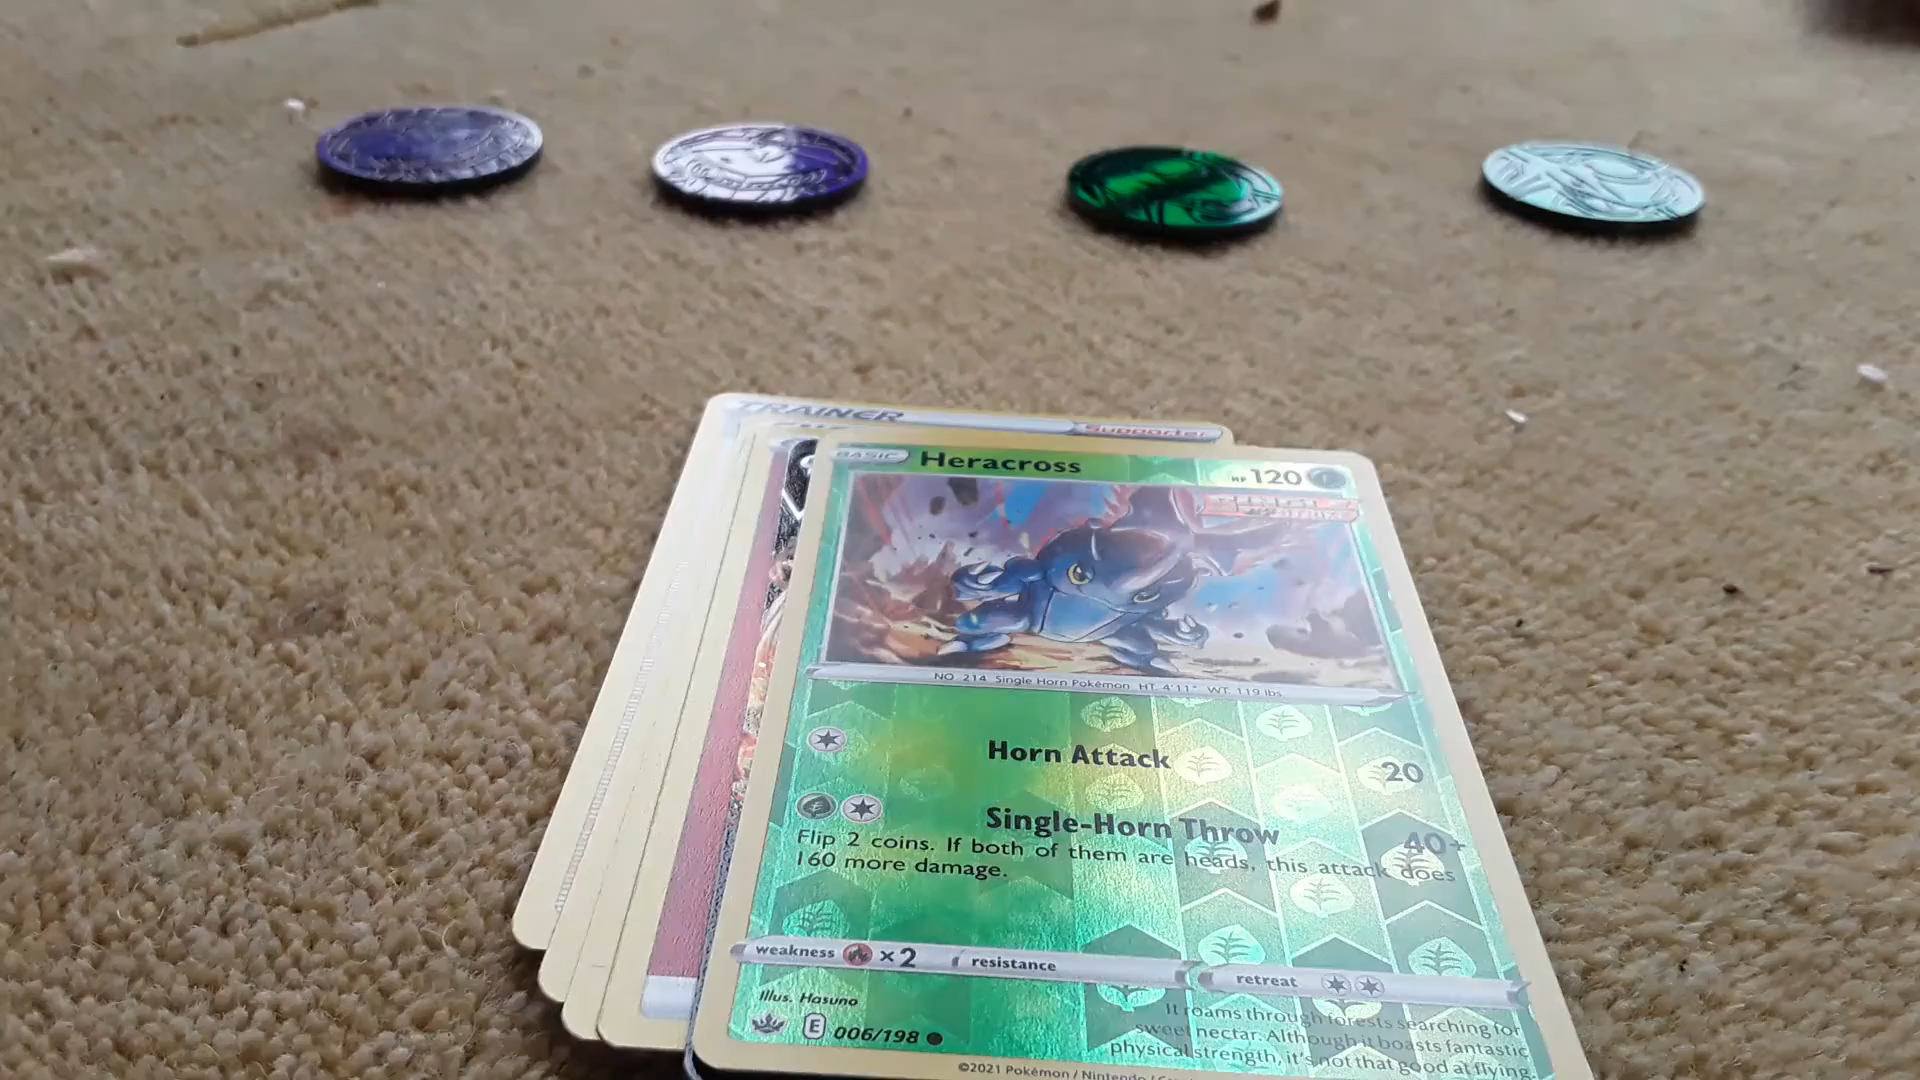 TRAINER
Supporter
BASIC Heracross HP 120
SINGLE STRIKE
NO. 214 Single Horn Pokémon HT. 4'11" WT. 119 lbs.
Horn Attack 20
Single-Horn Throw 40+
Flip 2 coins. If both of them are heads, this attack does
160 more damage.
weakness ×2 resistance retreat
Illus. Hasuno
E 006/198
It roams through forests searching for
sweet nectar. Although it boasts fantastic
physical strength, it's not that good at flying.
©2021 Pokémon / Nintendo /